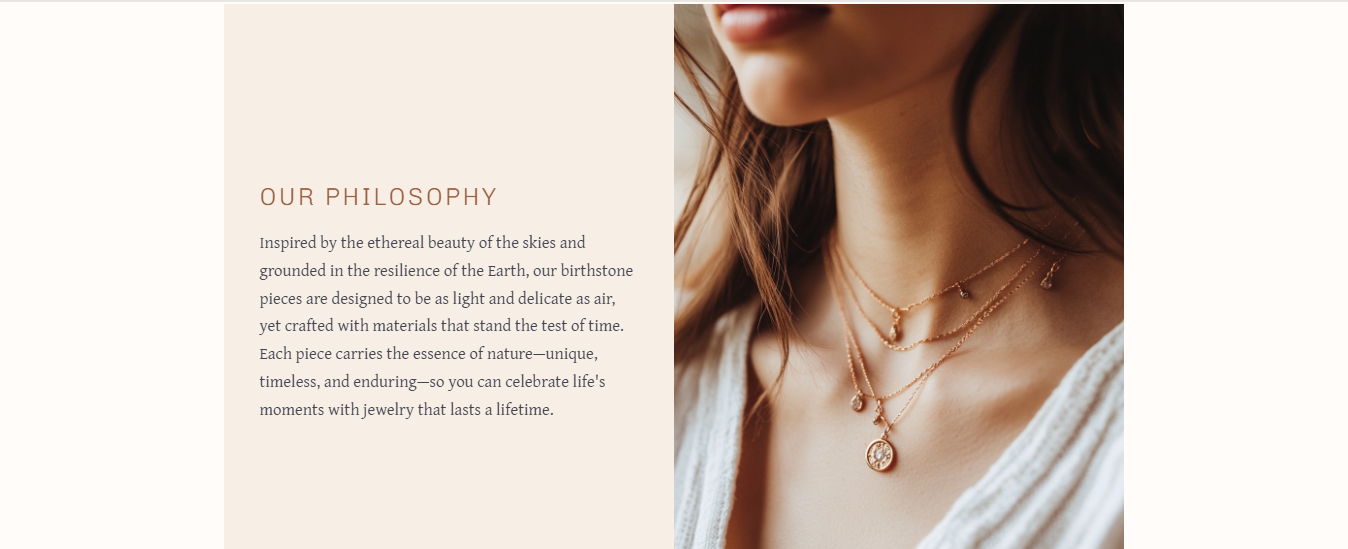 OUR PHILOSOPHY
Inspired by the ethereal beauty of the skies and
grounded in the resilience of the Earth, our birthstone
pieces are designed to be as light and delicate as air,
yet crafted with materials that stand the test of time.
Each piece carries the essence of nature—unique,
timeless, and enduring—so you can celebrate life's
moments with jewelry that lasts a lifetime.